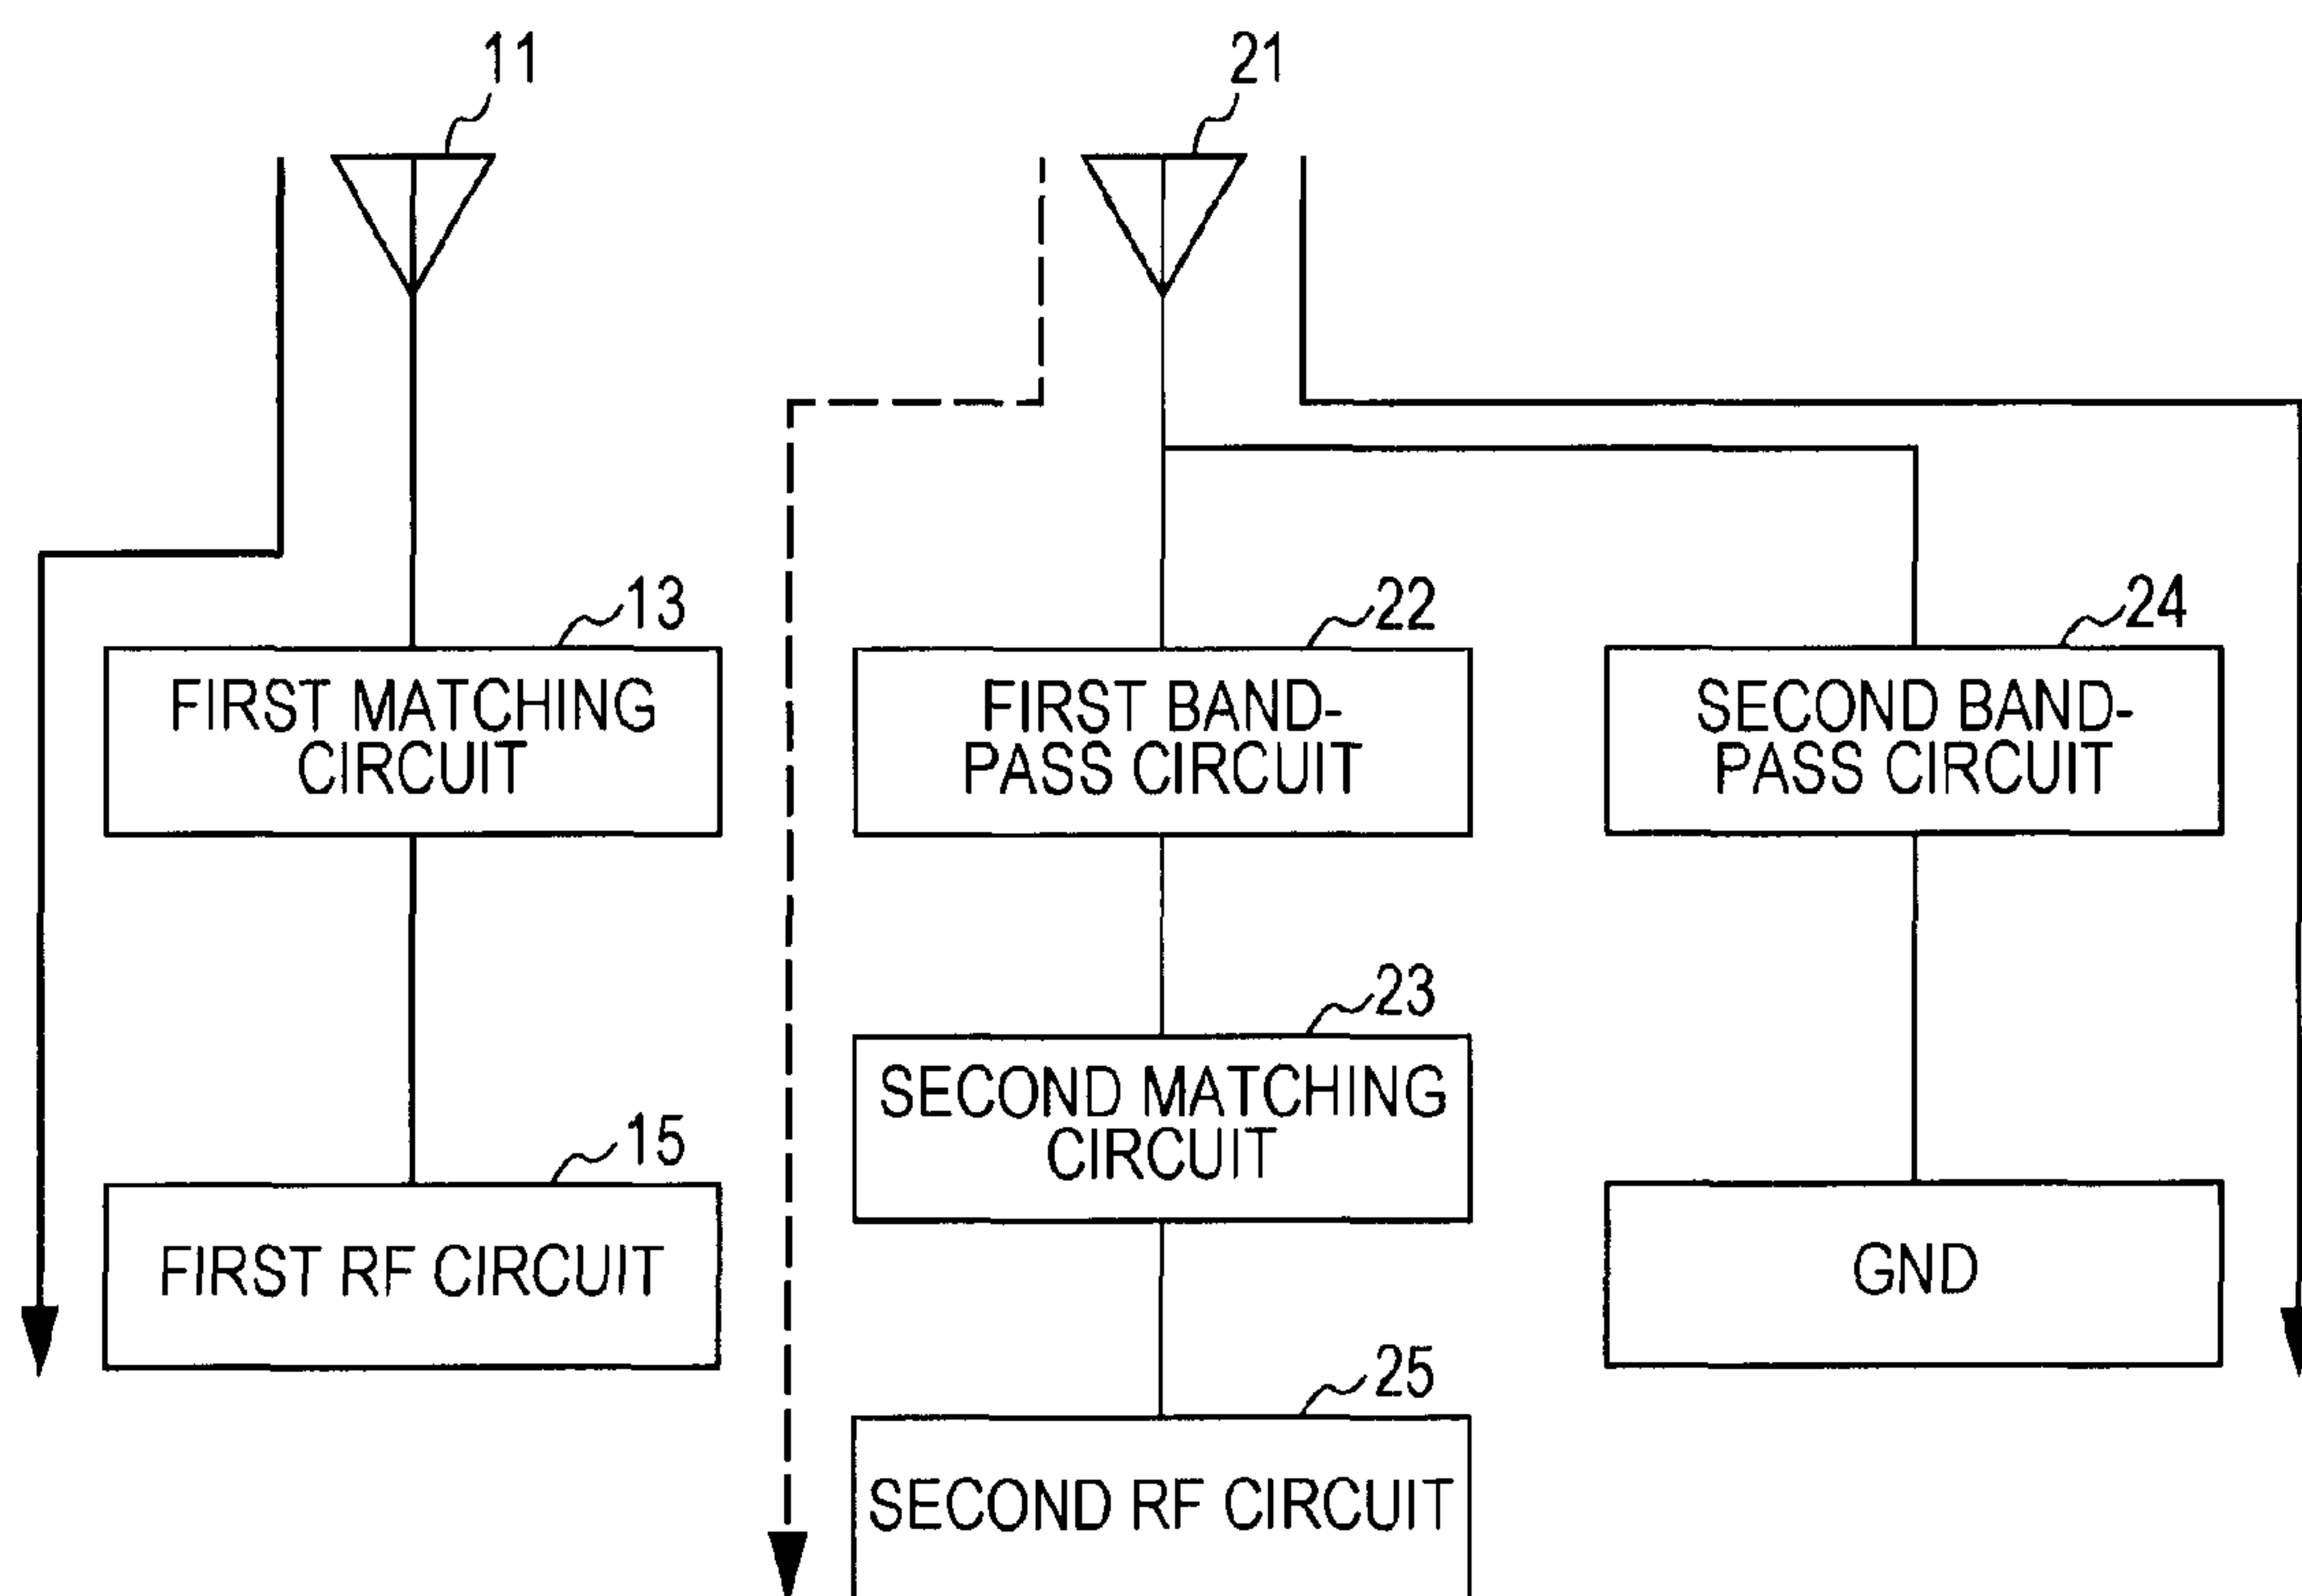 11
21
13
22
24
FIRST MATCHING
CIRCUIT
FIRST BAND-
PASS CIRCUIT
SECOND BAND-
PASS CIRCUIT
23
SECOND MATCHING
CIRCUIT
15
FIRST RF CIRCUIT
GND
25
SECOND RF CIRCUIT